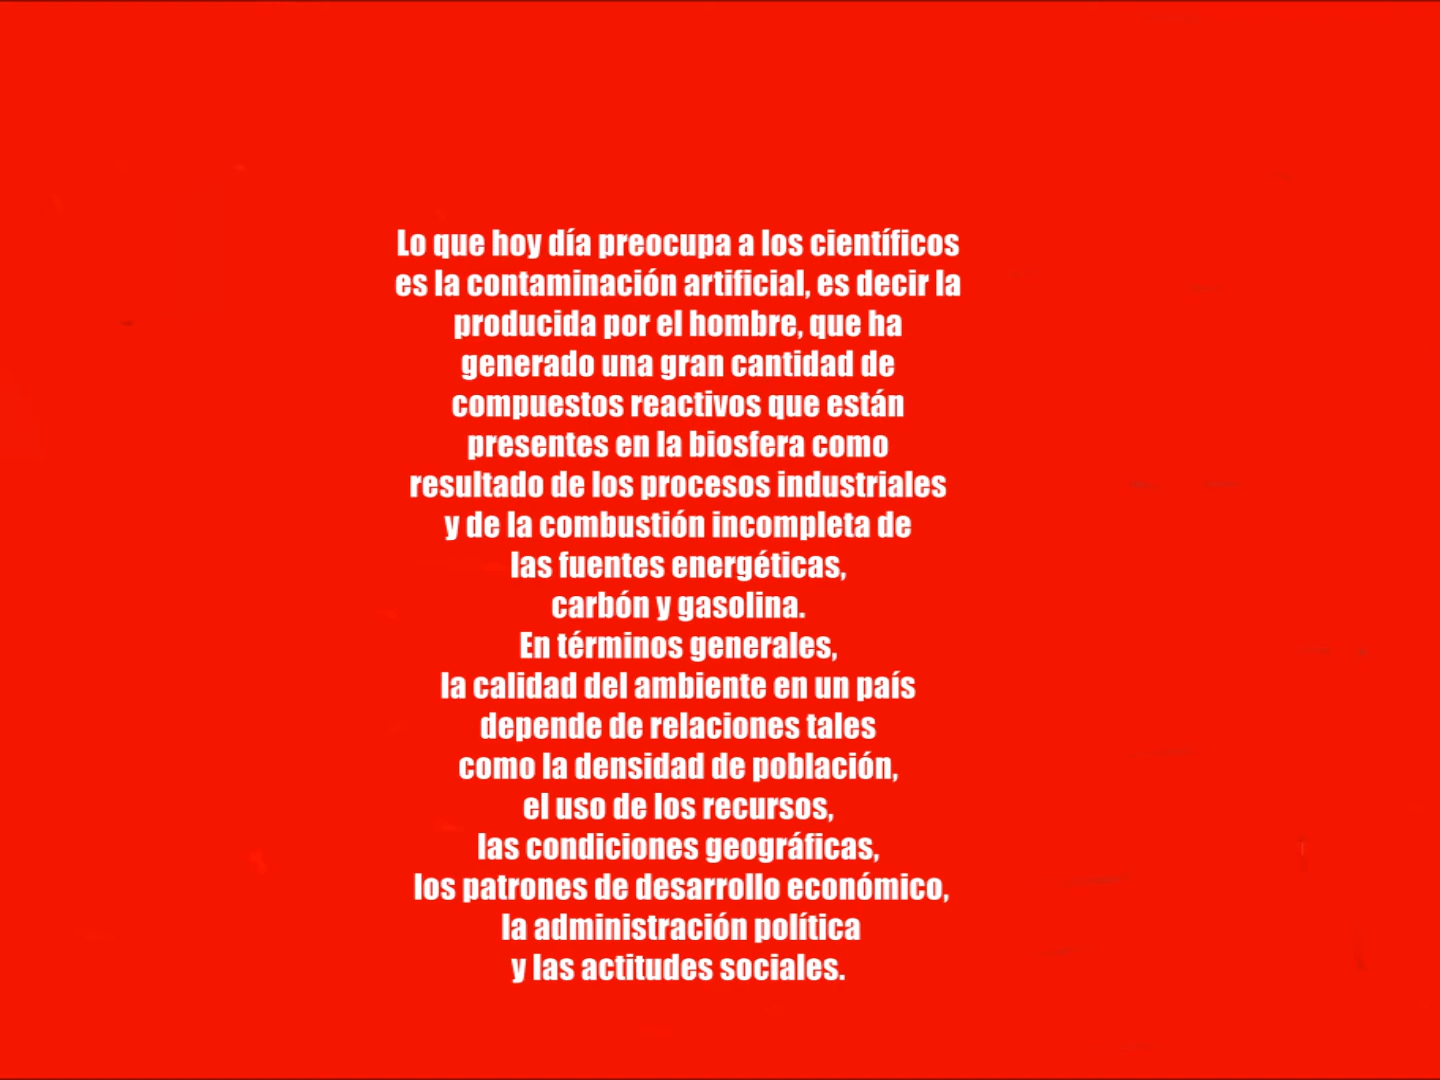 Lo que hoy día preocupa a los científicos
es la contaminación artificial, es decir la
producida por el hombre, que ha
generado una gran cantidad de
compuestos reactivos que están
presentes en la biosfera como
resultado de los procesos industriales
y de la combustión incompleta de
las fuentes energéticas,
carbón y gasolina.
En términos generales,
la calidad del ambiente en un país
depende de relaciones tales
como la densidad de población,
el uso de los recursos,
las condiciones geográficas,
los patrones de desarrollo económico,
la administración política
y las actitudes sociales.